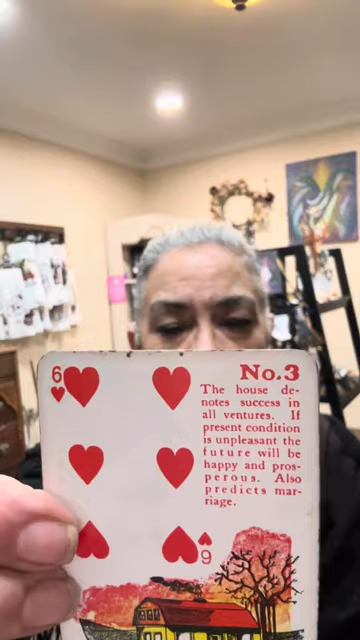 6
No.3
The house de-
notes success in
all ventures. If
present condition
is unpleasant the
future will be
happy and pros-
perous. Also
predicts mar-
riage.
6